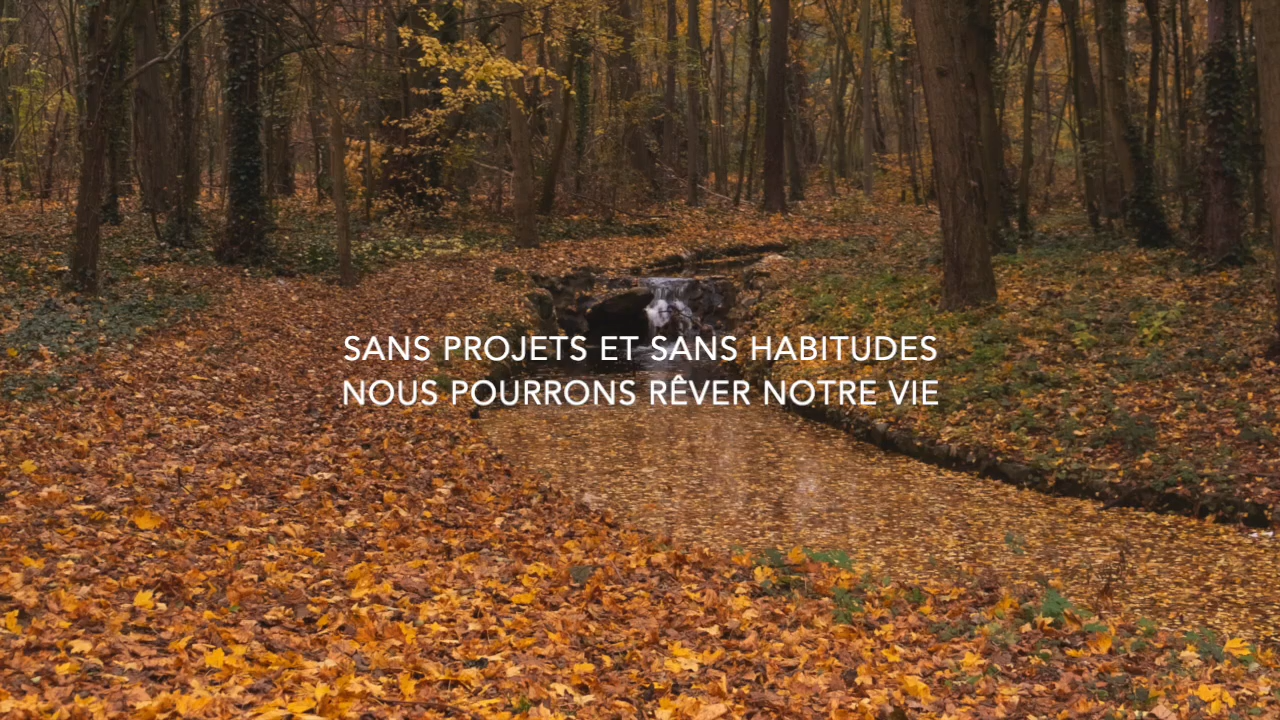 SANS PROJETS ET SANS HABITUDES
NOUS POURRONS RÊVER NOTRE VIE